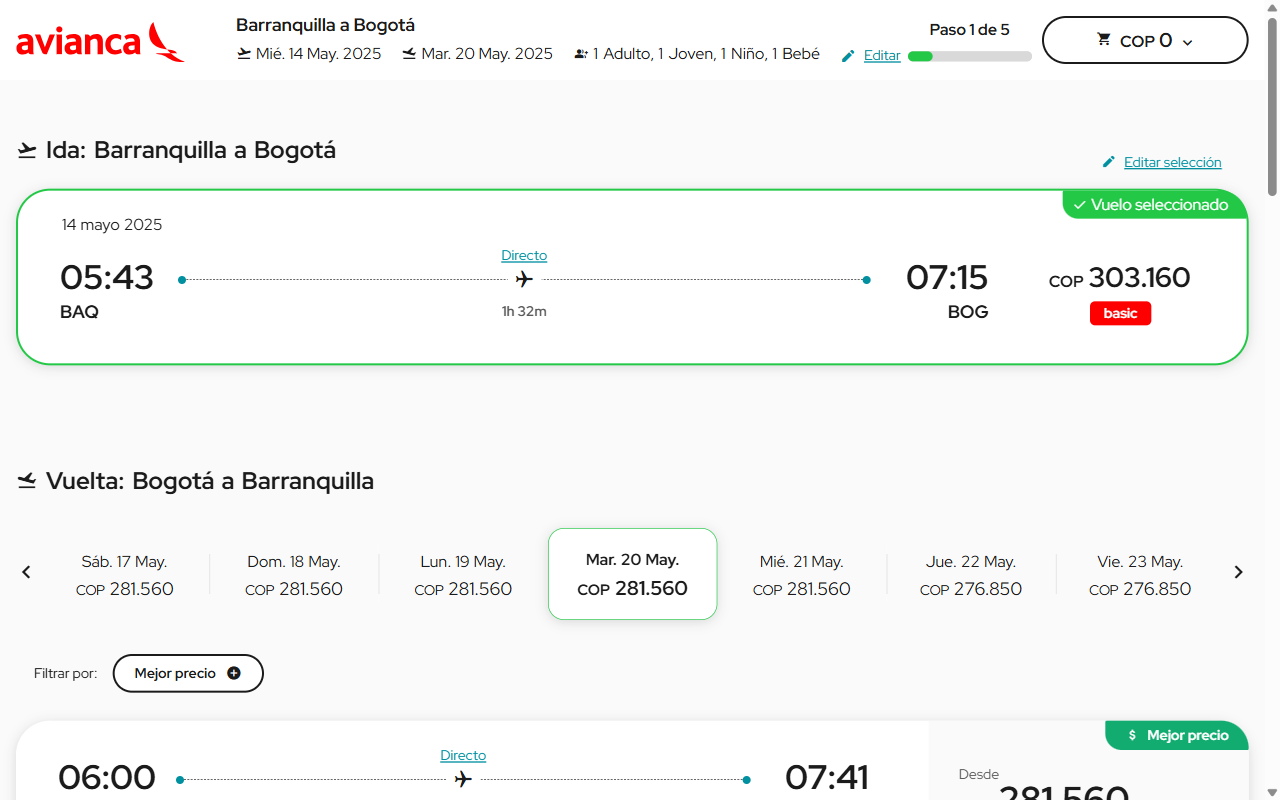 avianca
Barranquilla a Bogotá
Mié. 14 May. 2025 Mar. 20 May. 2025 1 Adulto, 1 Joven, 1 Niño, 1 Bebé Editar
Paso 1 de 5
COP 0
Ida: Barranquilla a Bogotá
Editar selección
Vuelo seleccionado
14 mayo 2025
Directo
05:43 07:15 COP 303.160
BAQ 1h 32m BOG basic
Vuelta: Bogotá a Barranquilla
Sáb. 17 May. Dom. 18 May. Lun. 19 May. Mar. 20 May. Mié. 21 May. Jue. 22 May. Vie. 23 May.
COP 281.560 COP 281.560 COP 281.560 COP 281.560 COP 281.560 COP 276.850 COP 276.850
Filtrar por: Mejor precio
$ Mejor precio
Directo
06:00 07:41 Desde
281.560